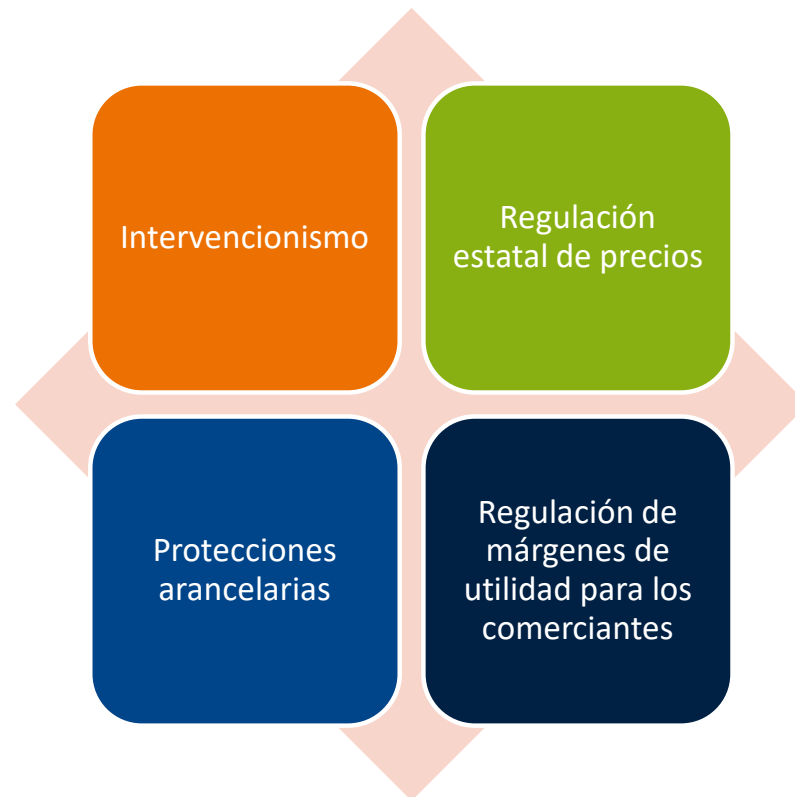 Intervencionismo
Regulación
estatal de precios
Protecciones
arancelarias
Regulación de
márgenes de
utilidad para los
comerciantes